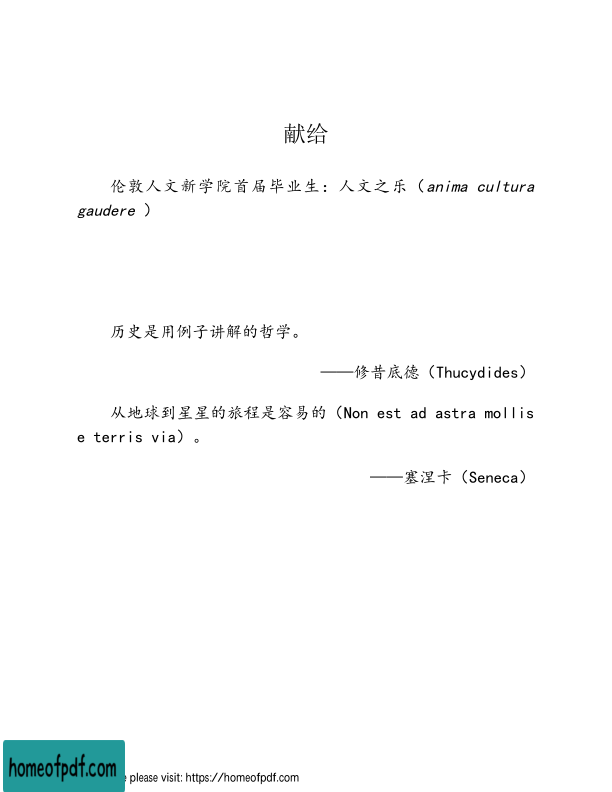 献给
伦敦人文新学院首届毕业生：人文之乐（anima cultura
gaudere ）
历史是用例子讲解的哲学。
——修昔底德（Thucydides）
从地球到星星的旅程是容易的（Non est ad astra mollis
e terris via）。
——塞涅卡（Seneca）
homeofpdf.com
e please visit: https://homeofpdf.com